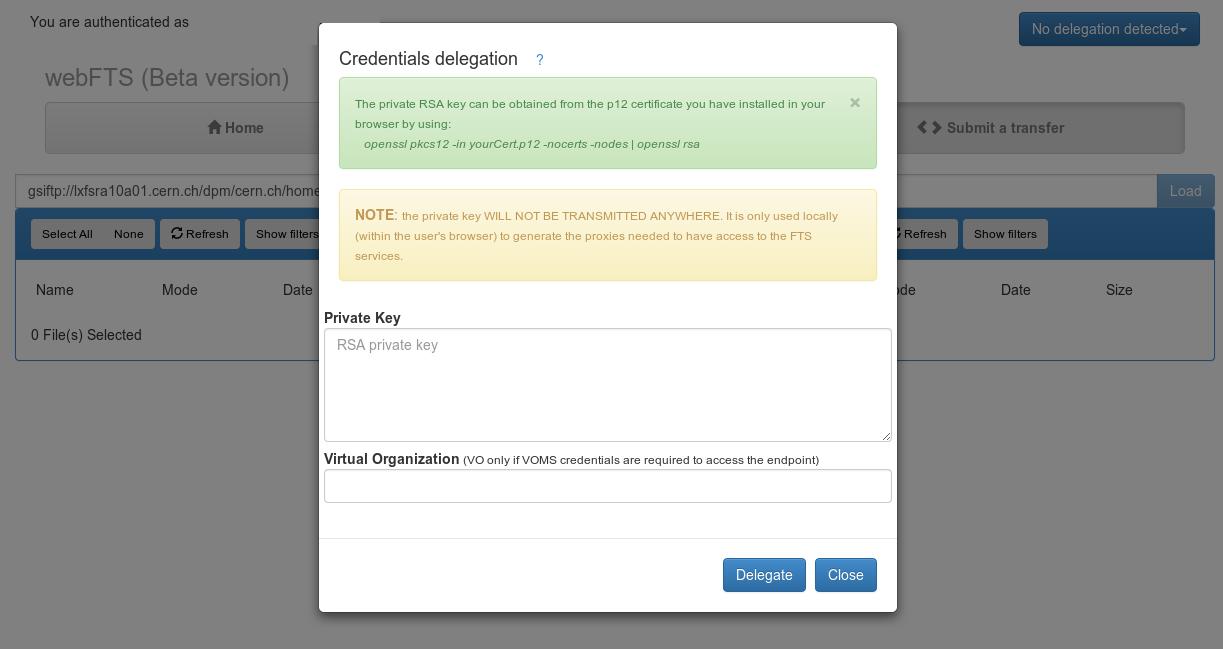 You are authenticated as
No delegation detected
webFTS (Beta version)
Home
Submit a transfer
gsiftp://lxfsra10a01.cern.ch/dpm/cern.ch/home
Load
Select All None Refresh Show filters
Refresh Show filters
Name Mode Date
Date Size
0 File(s) Selected
Credentials delegation ?
The private RSA key can be obtained from the p12 certificate you have installed in your
browser by using:
openssl pkcs12 -in yourCert.p12 -nocerts -nodes | openssl rsa
×
NOTE: the private key WILL NOT BE TRANSMITTED ANYWHERE. It is only used locally
(within the user's browser) to generate the proxies needed to have access to the FTS
services.
Private Key
RSA private key
Virtual Organization (VO only if VOMS credentials are required to access the endpoint)
Delegate Close